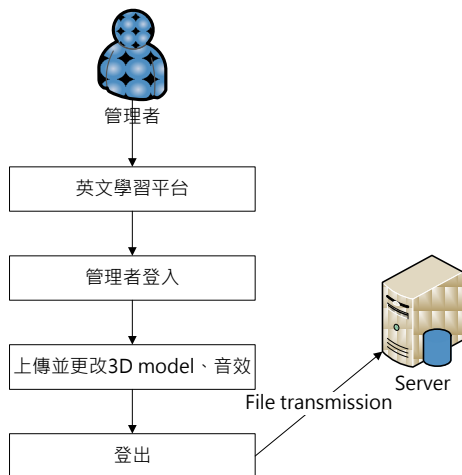 管理者
英文學習平台
管理者登入
上傳並更改3D model、音效
Server
File transmission
登出